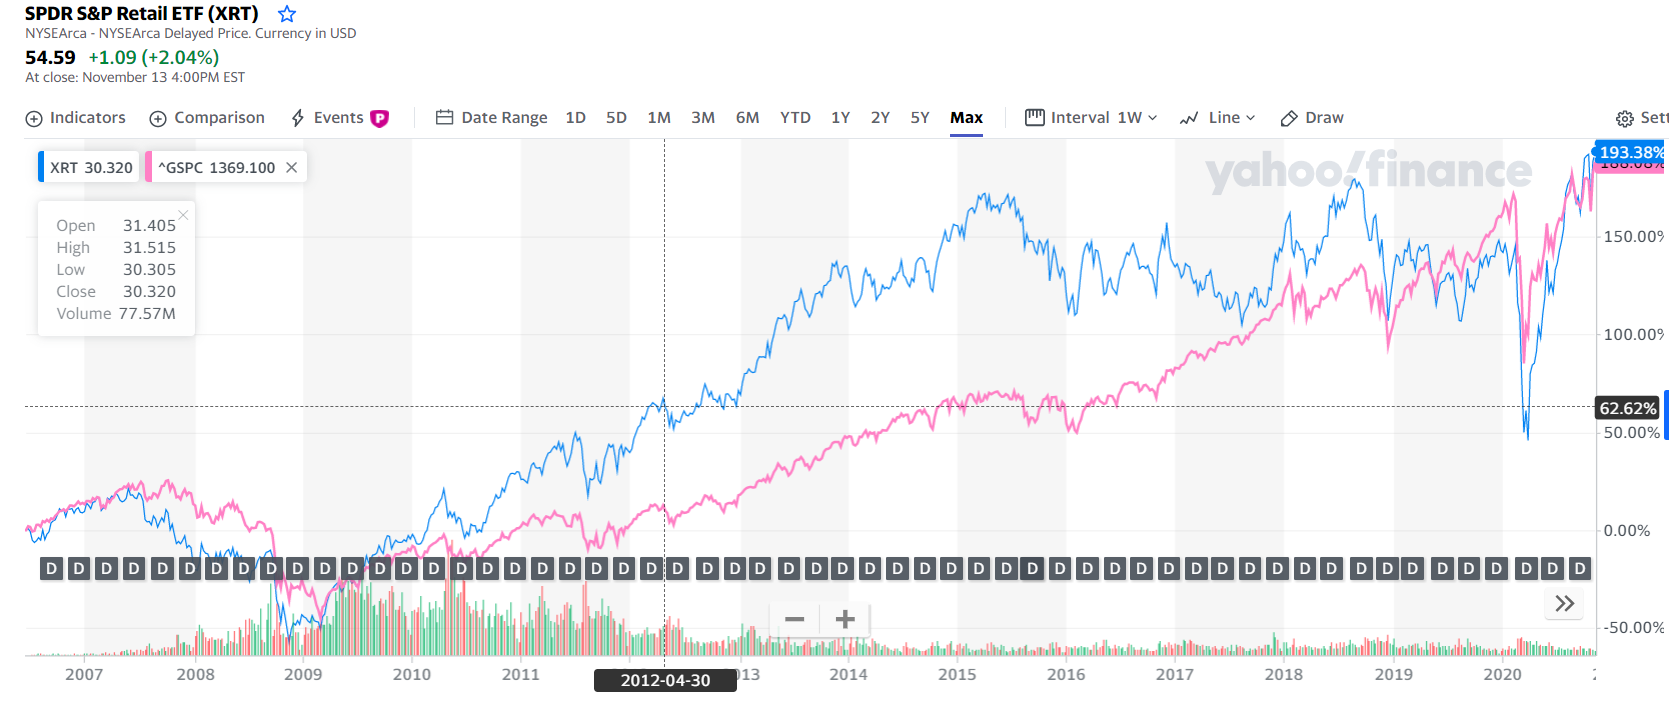 SPDR S&P Retail ETF (XRT)
NYSEArca - NYSEArca Delayed Price. Currency in USD
54.59 +1.09 (+2.04%)
At close: November 13 4:00PM EST
Indicators Comparison Events P Date Range 1D 5D 1M 3M 6M YTD 1Y 2Y 5Y Max Interval 1W Line Draw Sett
XRT 30.320 ^GSPC 1369.100
yahoo!finance
193.38%
188.08%
Open 31.405
High 31.515
Low 30.305
Close 30.320
Volume 77.57M
150.00%
100.00%
62.62%
50.00%
0.00%
D D D D D D D D D D D D D D D D D D D D D D D D D D D D D D D D D D D D D D D D D D D D D D D D D D D D D D D D D
-50.00%
2007 2008 2009 2010 2011 2012-04-30 013 2014 2015 2016 2017 2018 2019 2020 2